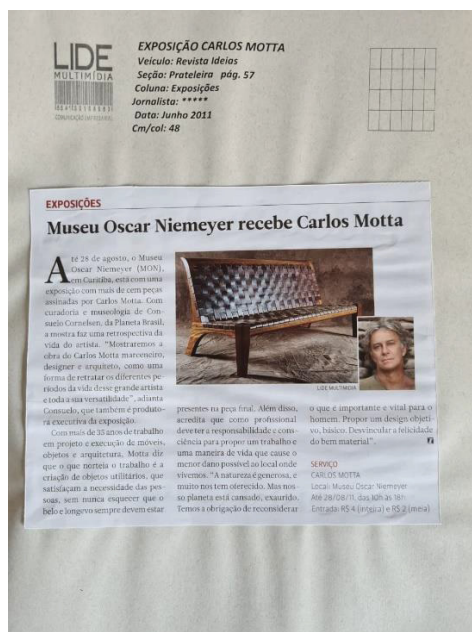 LIDE
MULTIMÍDIA
EXPOSIÇÃO CARLOS MOTTA
Veículo: Revista Ideias
Seção: Prateleira pág. 57
Coluna: Exposições
Jornalista: *****
Data: Junho 2011
Cm/col: 48
EXPOSIÇÕES
Museu Oscar Niemeyer recebe Carlos Motta
Até 28 de agosto, o Museu
Oscar Niemeyer (MON),
em Curitiba, está com uma
exposição com mais de cem peças
assinadas por Carlos Motta. Com
curadoria e museologia de Con-
suelo Cornelsen, da Planeta Brasil,
a mostra faz uma retrospectiva da
vida do artista. "Mostraremos a
obra do Carlos Motta marceneiro,
designer e arquiteto, como uma
forma de retratar os diferentes pe-
ríodos da vida desse grande artista
e toda a sua versatilidade", adianta
Consuelo, que também é produto-
ra executiva da exposição.
Com mais de 35 anos de trabalho
em projeto e execução de móveis,
objetos e arquitetura, Motta diz
que o que norteia o trabalho é a
criação de objetos utilitários, que
satisfaçam a necessidade das pes-
soas, sem nunca esquecer que o
belo e longevo sempre devem estar
LIDE MULTIMÍDIA
presentes na peça final. Além disso,
acredita que como profissional
deve ter a responsabilidade e cons-
ciência para propor um trabalho e
uma maneira de vida que cause o
menor dano possível ao local onde
vivemos. "A natureza é generosa, e
muito nos tem oferecido. Mas nos-
so planeta está cansado, exaurido.
Temos a obrigação de reconsiderar
o que é importante e vital para o
homem. Propor um design objeti-
vo, básico. Desvincular a felicidade
do bem material".
SERVIÇO
CARLOS MOTTA
Local: Museu Oscar Niemeyer
Até 28/08/11, das 10h às 18h
Entrada: R$ 4 (inteira) e R$ 2 (meia)